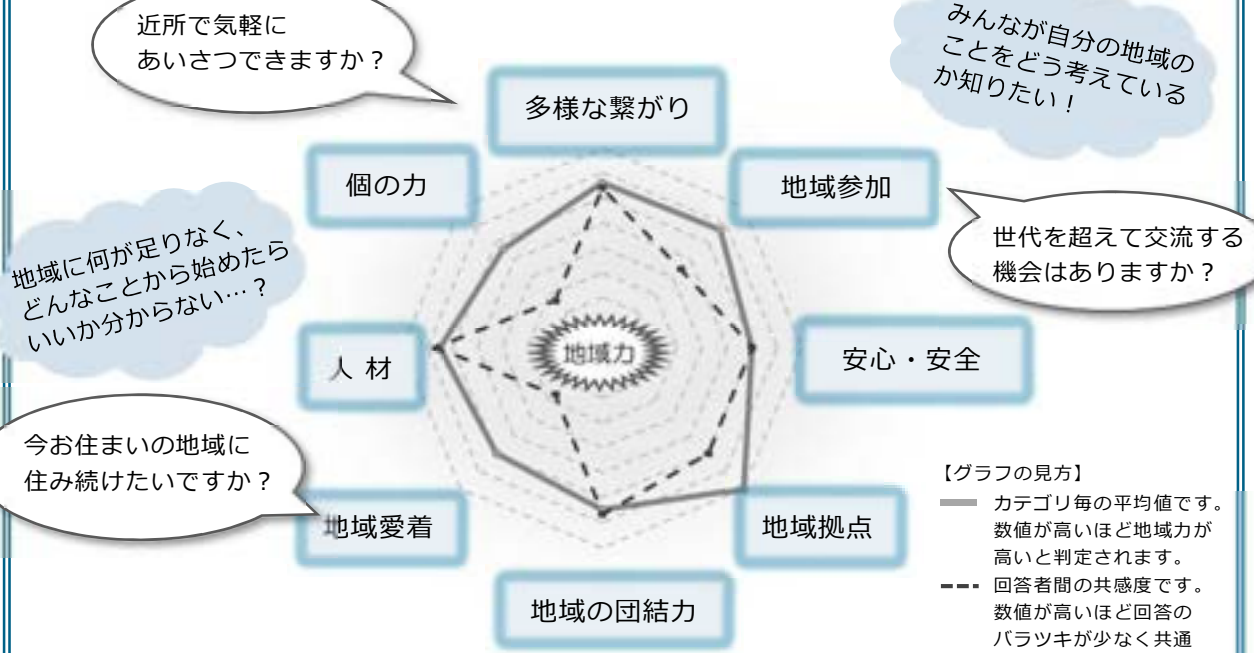 近所で気軽に
あいさつできますか？
みんなが自分の地域の
ことをどう考えている
か知りたい！
多様な繋がり
個の力
地域参加
世代を超えて交流する
機会はありますか？
地域に何が足りなく、
どんなことから始めたら
いいか分からない…？
地域力
人 材
安心・安全
今お住まいの地域に
住み続けたいですか？
地域愛着
地域拠点
地域の団結力
【グラフの見方】
カテゴリ毎の平均値です。
数値が高いほど地域力が
高いと判定されます。
回答者間の共感度です。
数値が高いほど回答の
バラツキが少なく共通